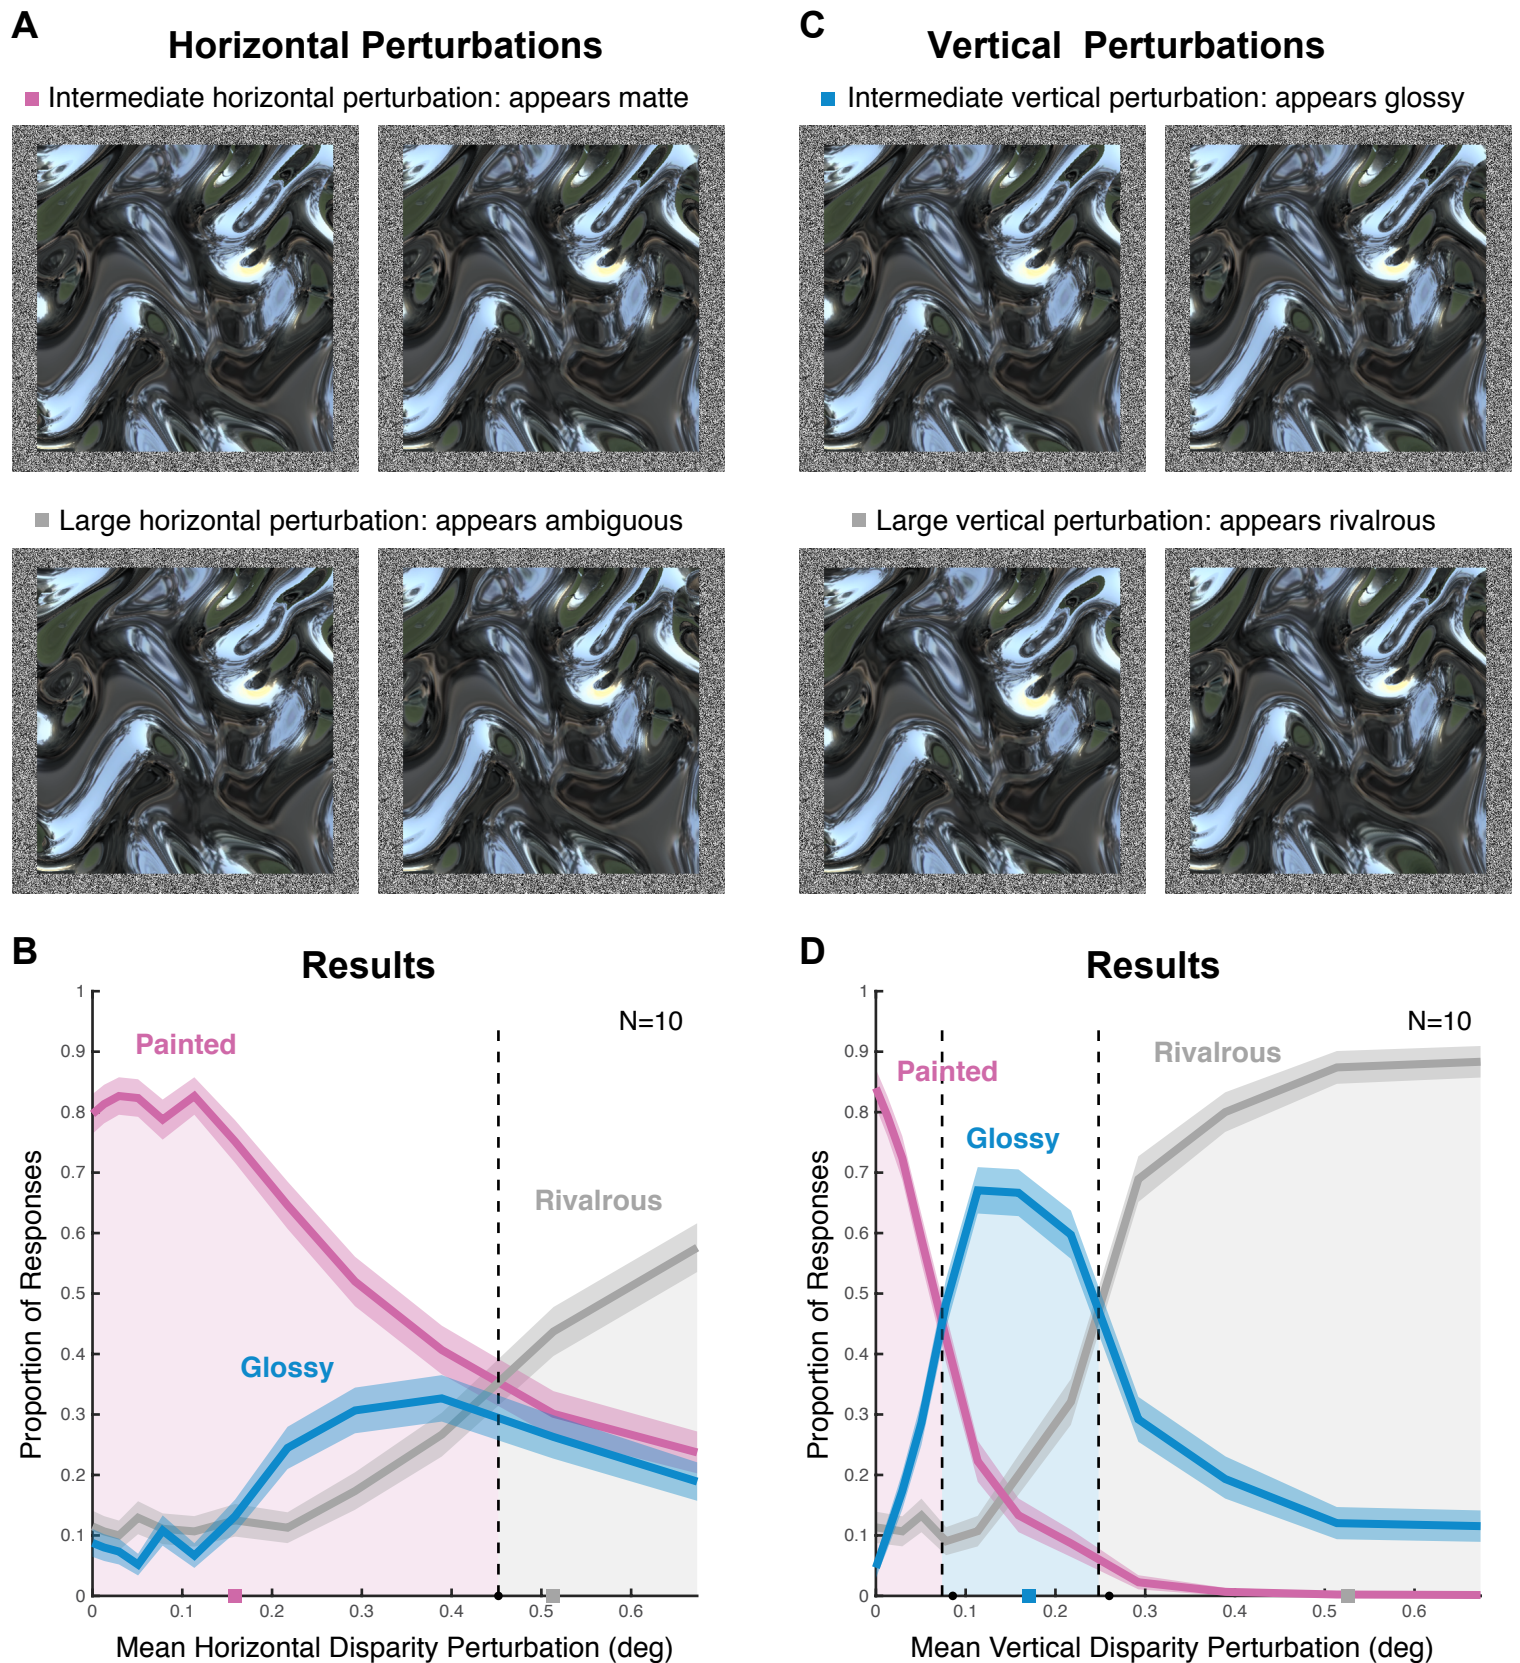 A
Horizontal Perturbations
Intermediate horizontal perturbation: appears matte
Large horizontal perturbation: appears ambiguous
B
Results
N=10
Painted
Glossy
Rivalrous
Proportion of Responses
1
0.9
0.8
0.7
0.6
0.5
0.4
0.3
0.2
0.1
0
0 0.1 0.2 0.3 0.4 0.5 0.6
Mean Horizontal Disparity Perturbation (deg)
C
Vertical Perturbations
Intermediate vertical perturbation: appears glossy
Large vertical perturbation: appears rivalrous
D
Results
N=10
Painted
Glossy
Rivalrous
Proportion of Responses
1
0.9
0.8
0.7
0.6
0.5
0.4
0.3
0.2
0.1
0
0 0.1 0.2 0.3 0.4 0.5 0.6
Mean Vertical Disparity Perturbation (deg)